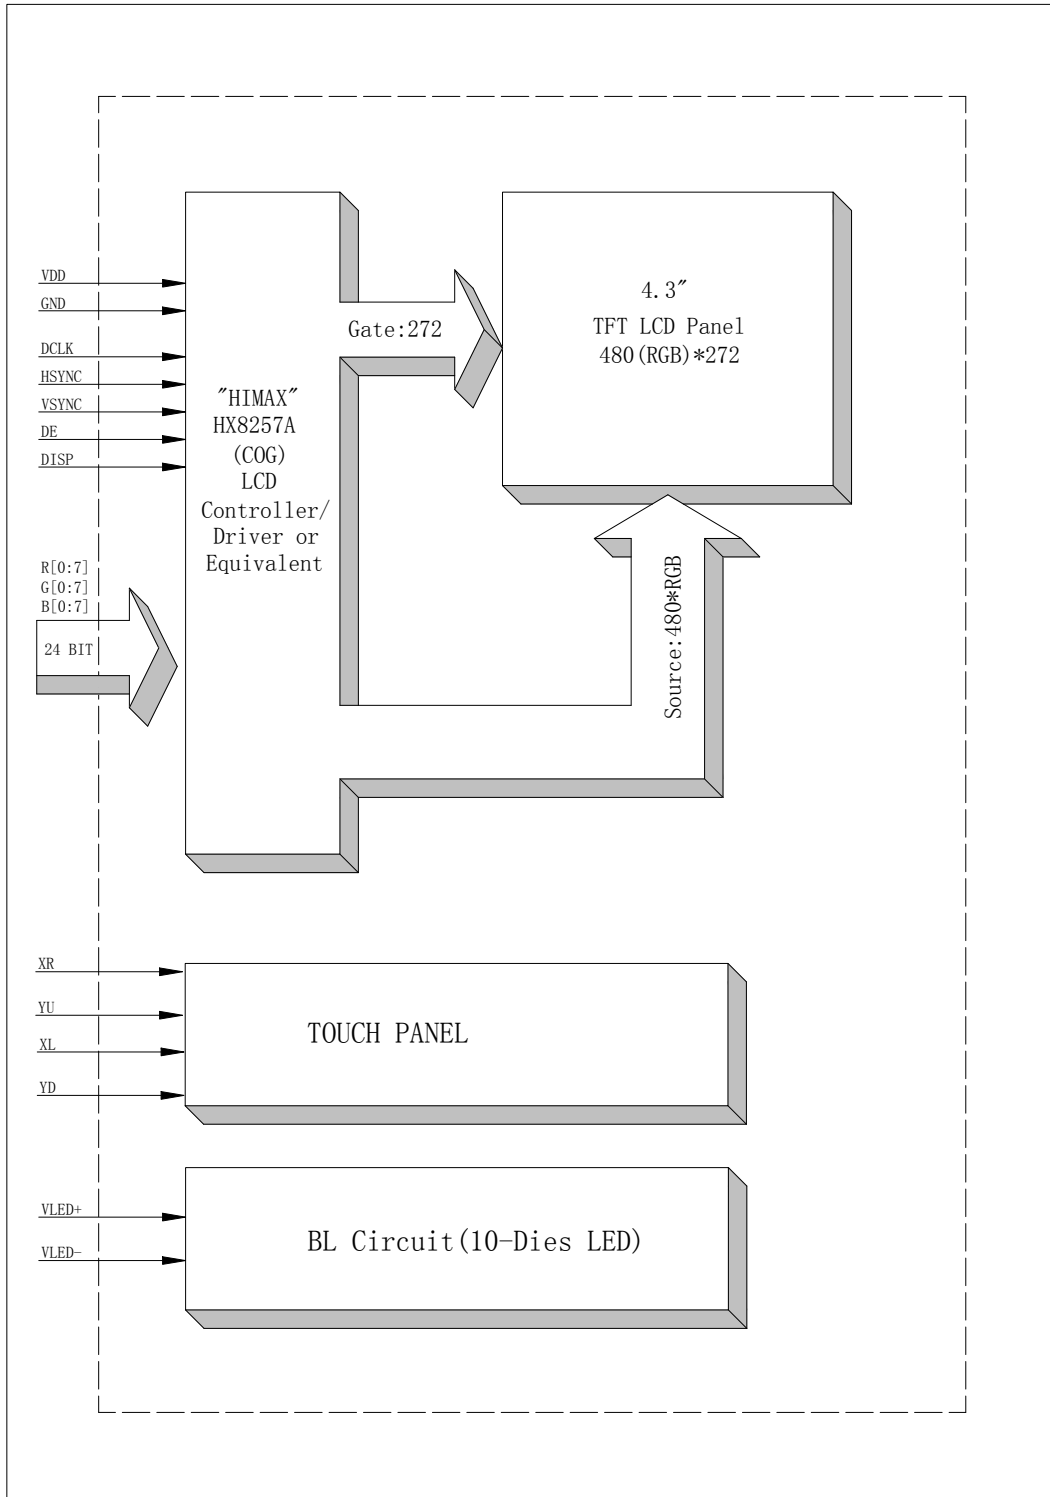 VDD
GND
DCLK
HSYNC
VSYNC
DE
DISP
R[0:7]
G[0:7]
B[0:7]
24 BIT
"HIMAX"
HX8257A
(COG)
LCD
Controller/
Driver or
Equivalent
Gate:272
4.3"
TFT LCD Panel
480(RGB)*272
Source:480*RGB
XR
YU
XL
YD
TOUCH PANEL
VLED+
VLED-
BL Circuit(10-Dies LED)